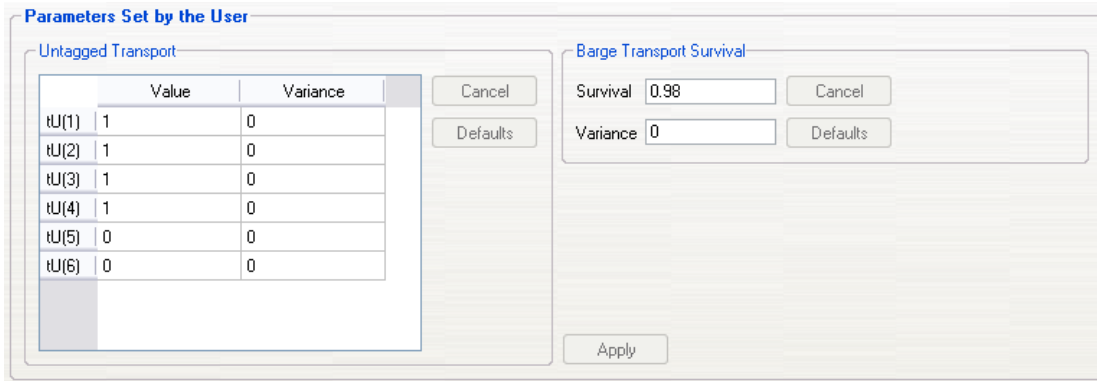 Parameters Set by the User
Untagged Transport
Value Variance
tU(1) 1 0
tU(2) 1 0
tU(3) 1 0
tU(4) 1 0
tU(5) 0 0
tU(6) 0 0
Cancel
Defaults
Barge Transport Survival
Survival 0.98 Cancel
Variance 0 Defaults
Apply